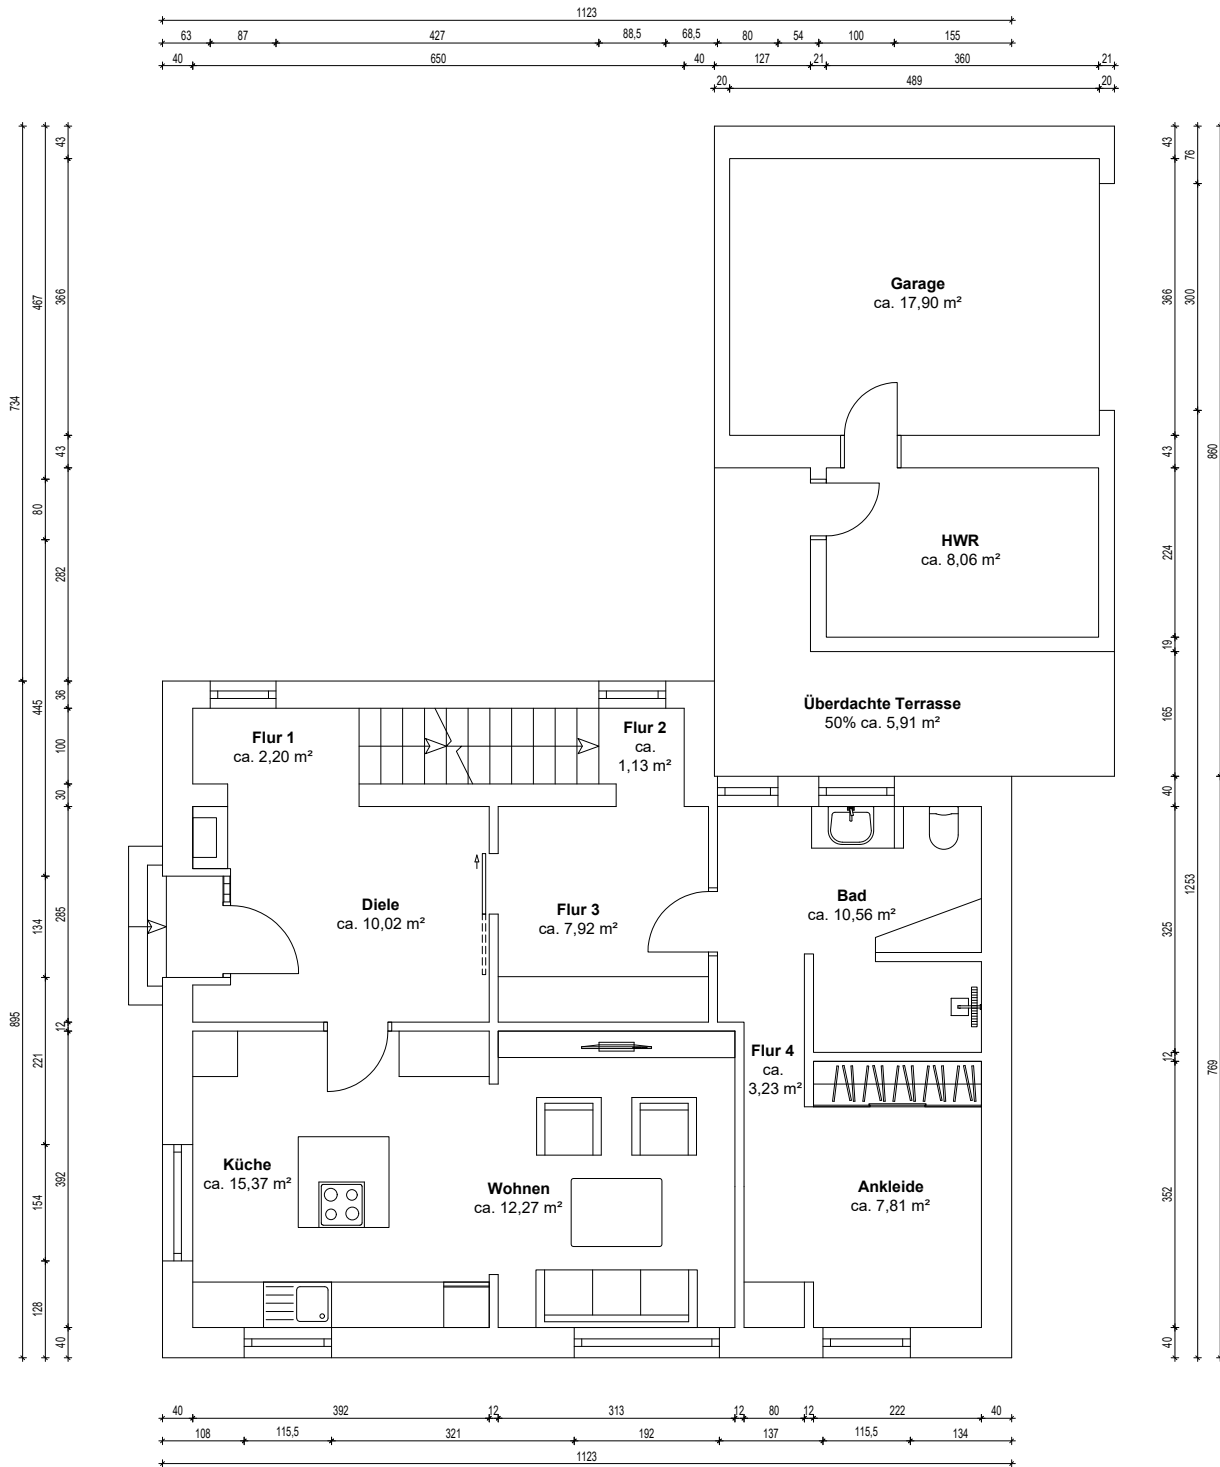 1123
63 87 427 88,5 68,5 80 54 100 155
40 650 40 127 21 360 21
20 489 20
43 366 43 282 36 100 30 285 12 392 40
467 80 445 134 221 154 128
734 895
43 366 43 224 19 165 40 325 12 352 40
76 300 1253
860 769
Garage
ca. 17,90 m²
HWR
ca. 8,06 m²
Überdachte Terrasse
50% ca. 5,91 m²
Flur 1
ca. 2,20 m²
Flur 2
ca.
1,13 m²
Diele
ca. 10,02 m²
Flur 3
ca. 7,92 m²
Bad
ca. 10,56 m²
Flur 4
ca.
3,23 m²
Küche
ca. 15,37 m²
Wohnen
ca. 12,27 m²
Ankleide
ca. 7,81 m²
40 392 12 313 12 80 12 222 40
108 115,5 321 192 137 115,5 134
1123